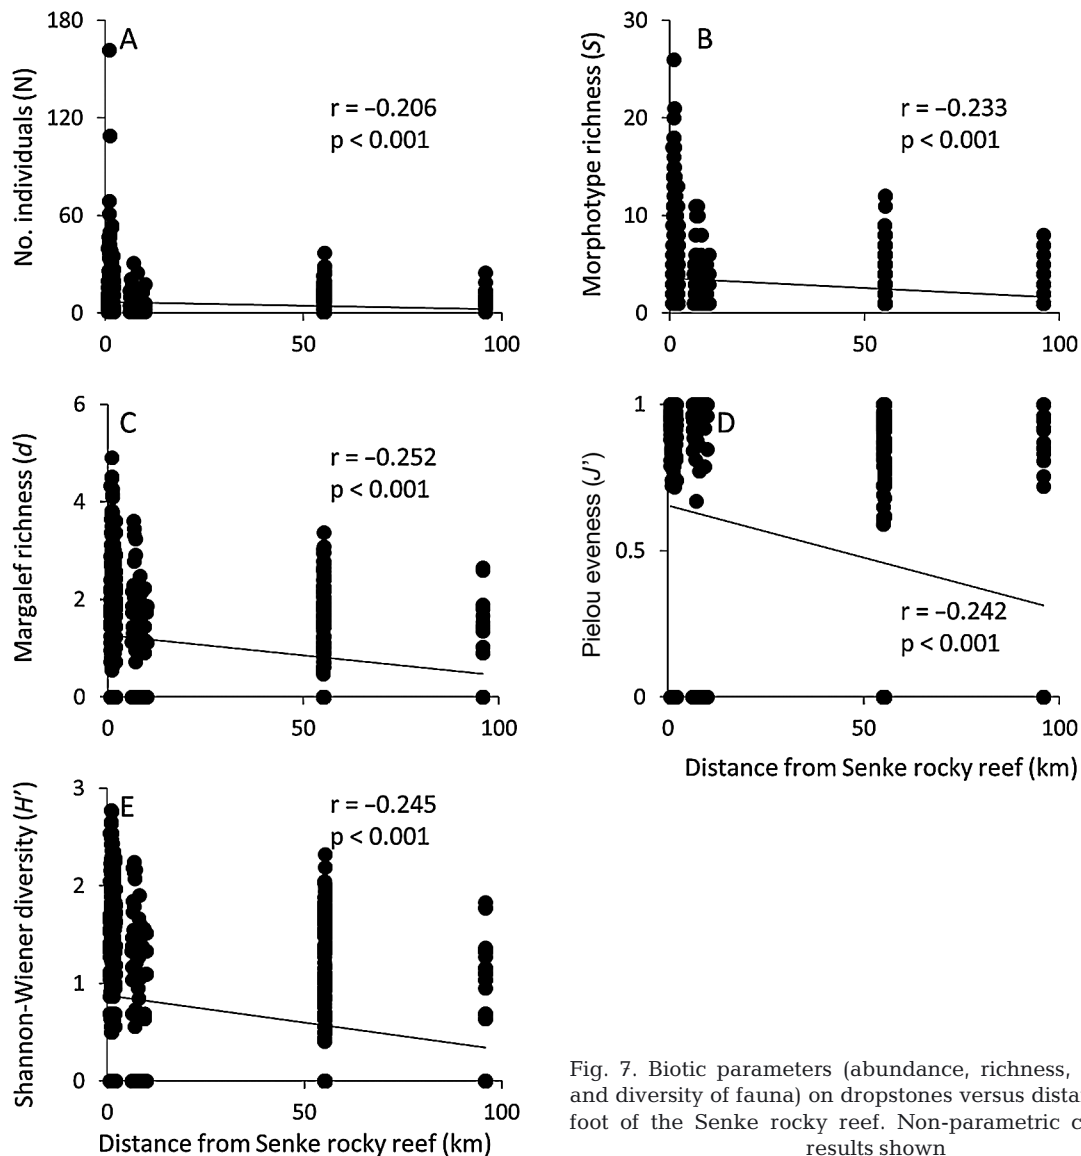 180
120
60
0
0
50
100
No. individuals (N)
A
r = –0.206
p < 0.001
30
20
10
0
0
50
100
Morphotype richness (S)
B
r = –0.233
p < 0.001
6
4
2
0
0
50
100
Margalef richness (d)
C
r = –0.252
p < 0.001
1
0.5
0
0
50
100
Pielou eveness (J’)
D
r = –0.242
p < 0.001
Distance from Senke rocky reef (km)
3
2
1
0
0
50
100
Shannon-Wiener diversity (H’)
E
r = –0.245
p < 0.001
Distance from Senke rocky reef (km)
Fig. 7. Biotic parameters (abundance, richness,
and diversity of fauna) on dropstones versus
foot of the Senke rocky reef. Non-parametric
results shown